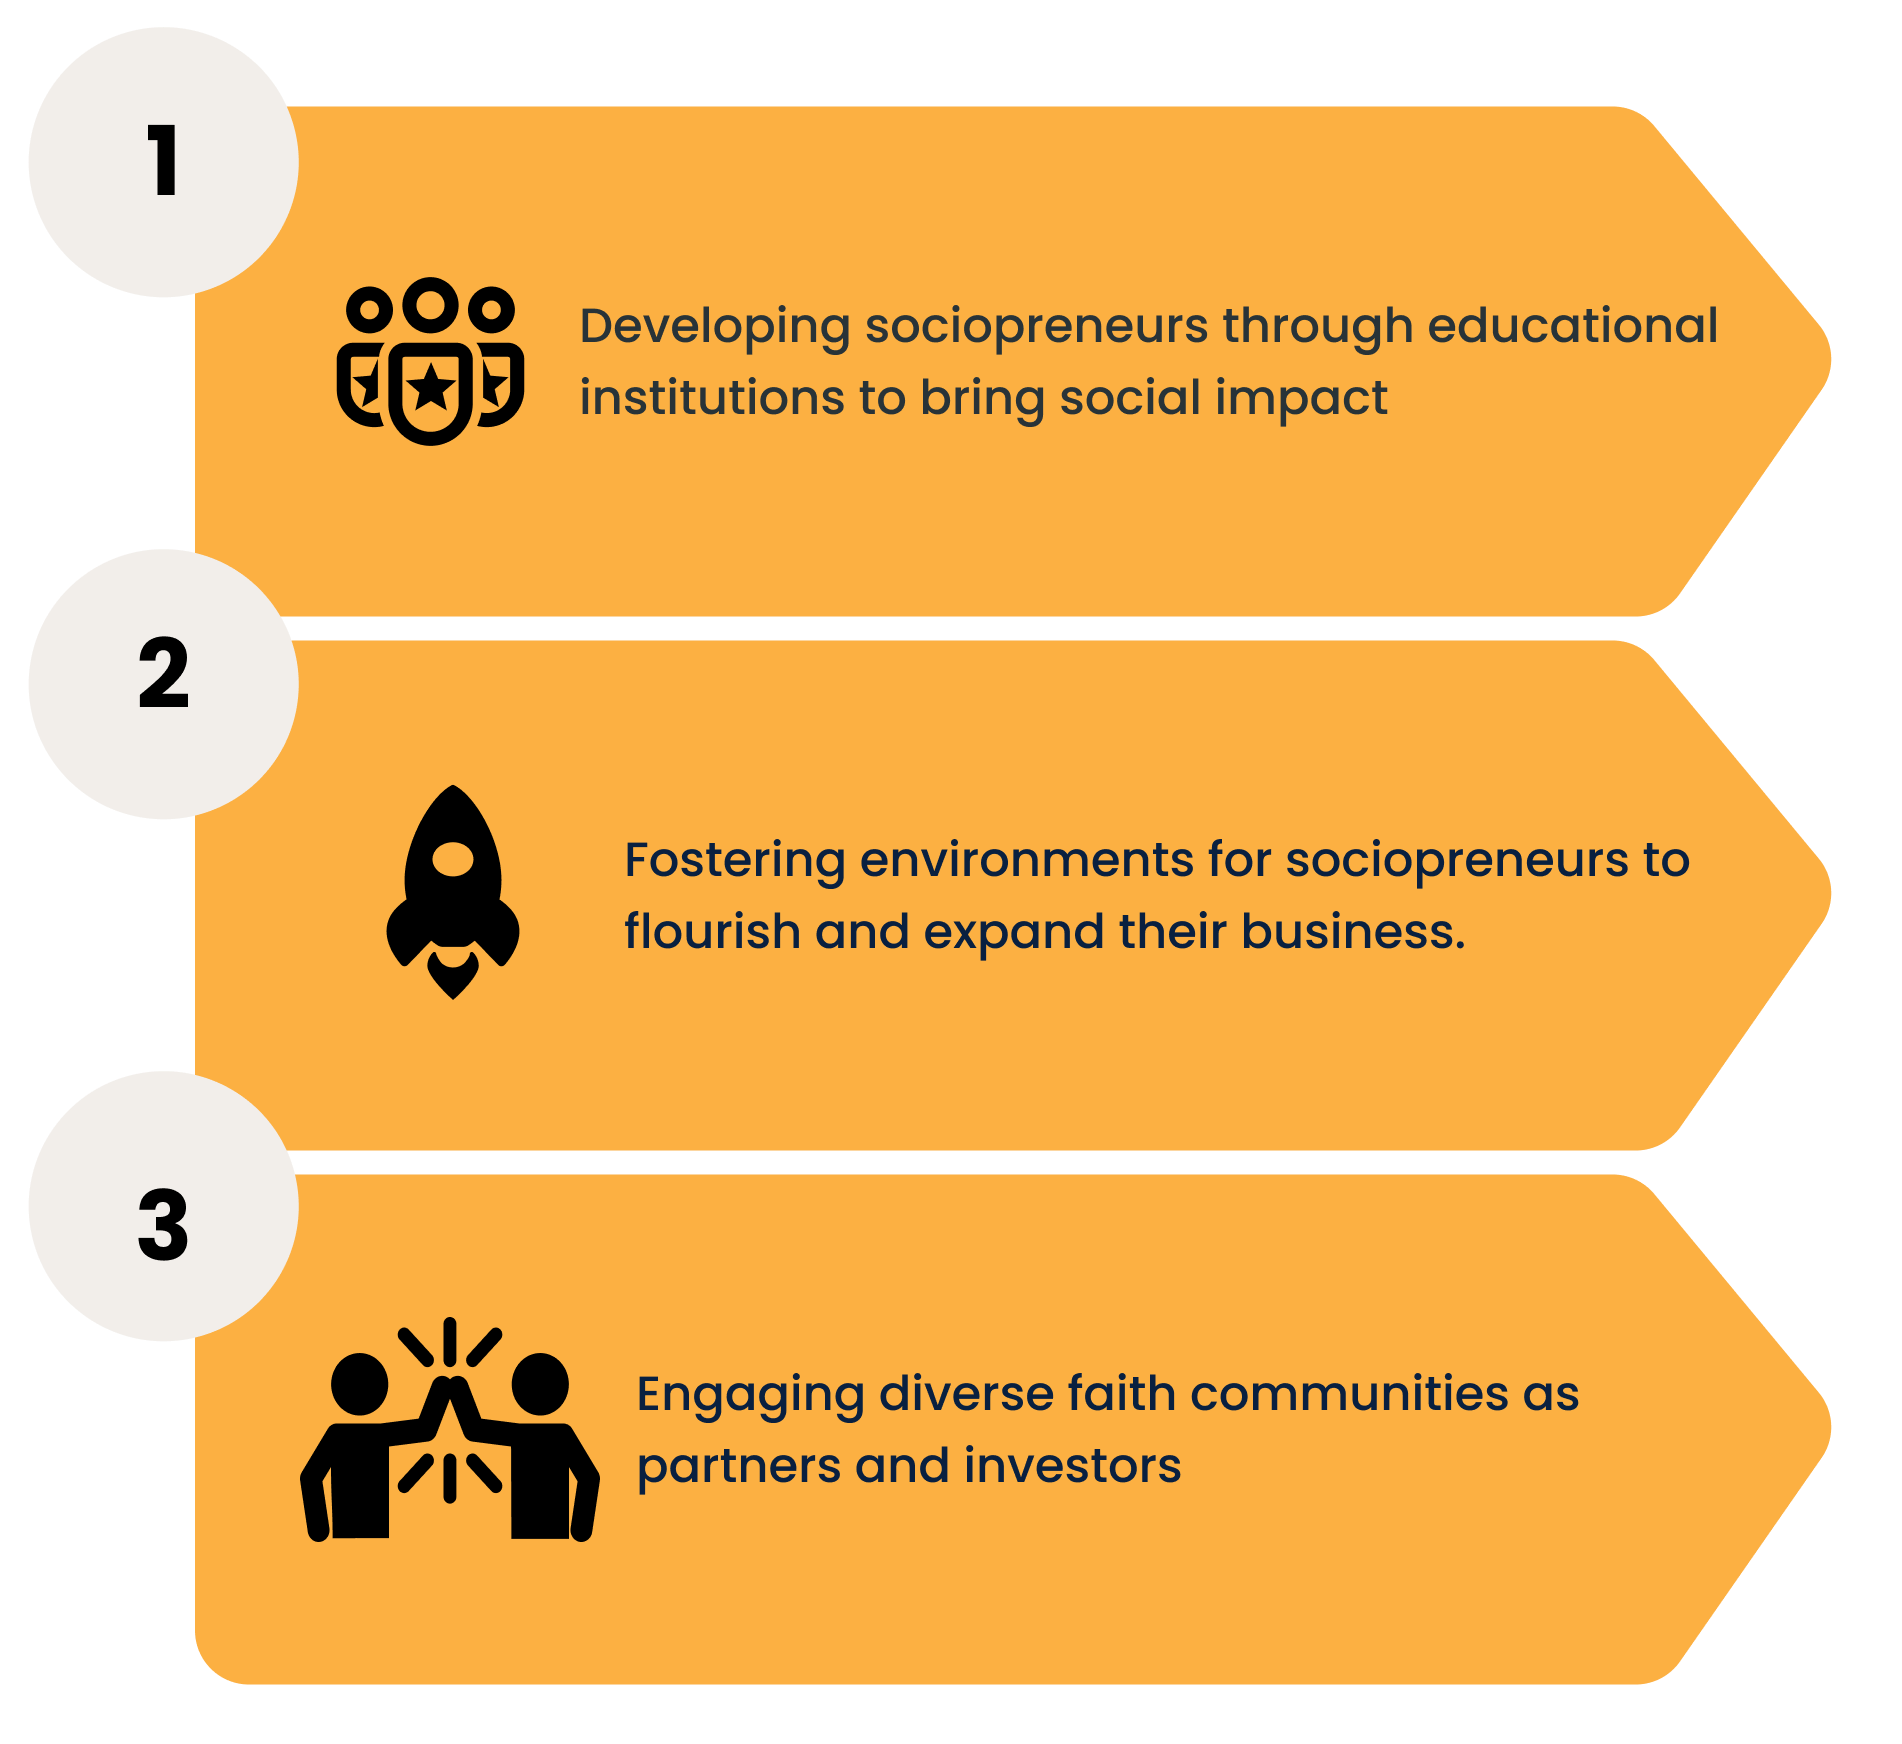 1
Developing sociopreneurs through educational
institutions to bring social impact
2
Fostering environments for sociopreneurs to
flourish and expand their business.
3
Engaging diverse faith communities as
partners and investors